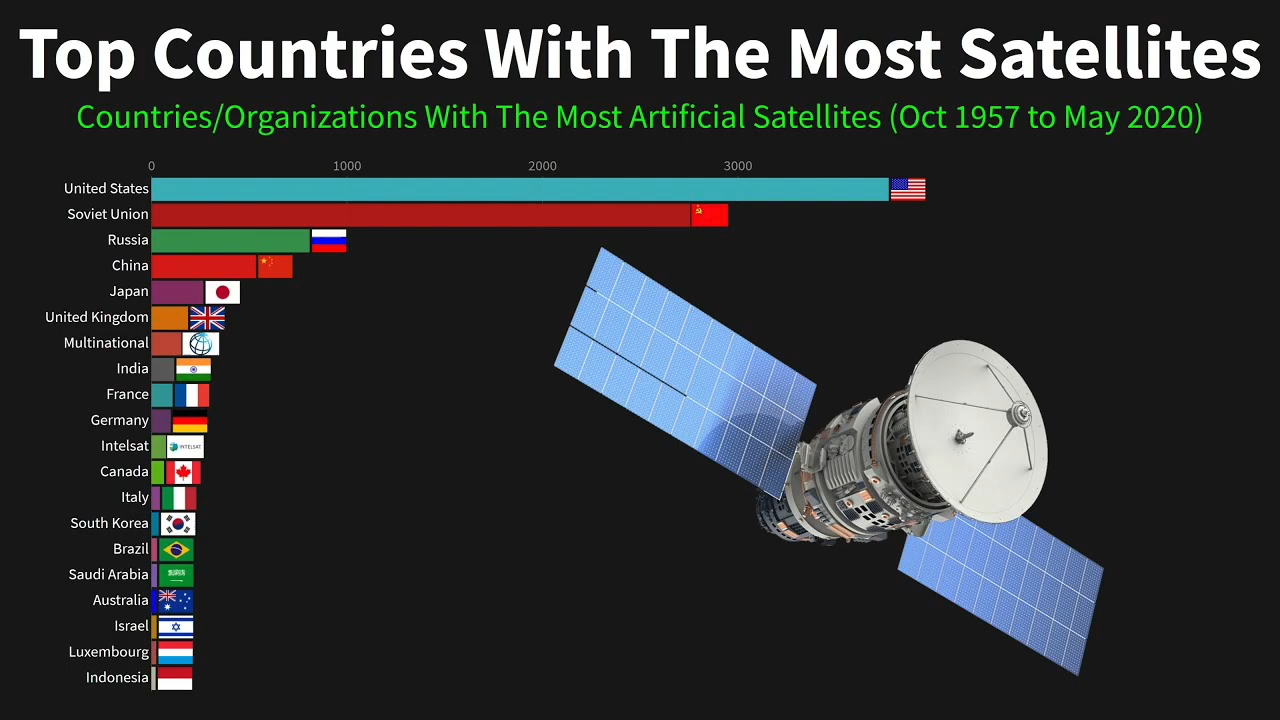 Top Countries With The Most Satellites
Countries/Organizations With The Most Artificial Satellites (Oct 1957 to May 2020)
0 1000 2000 3000
United States
Soviet Union
Russia
China
Japan
United Kingdom
Multinational
India
France
Germany
Intelsat INTELSAT
Canada
Italy
South Korea
Brazil
Saudi Arabia
Australia
Israel
Luxembourg
Indonesia